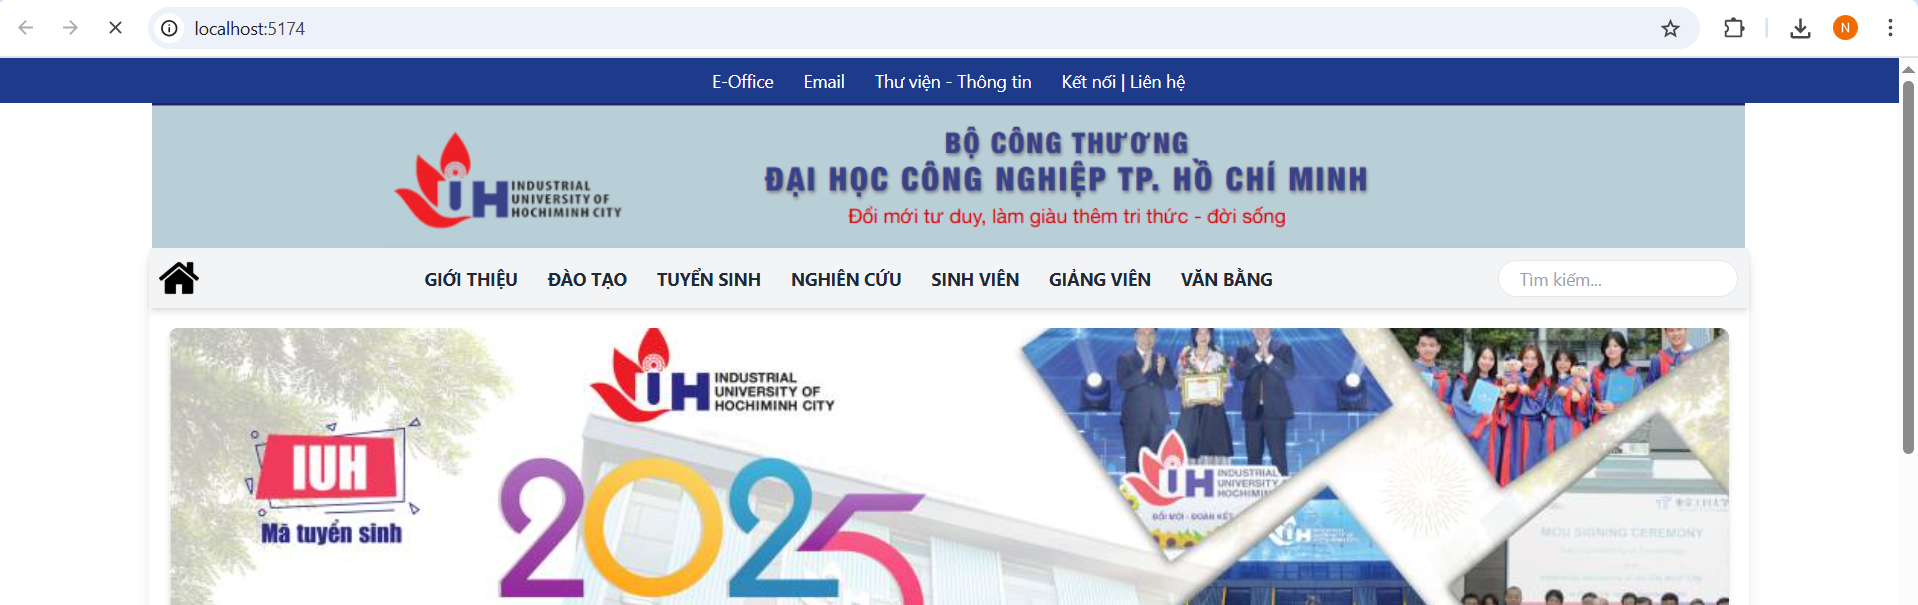 localhost:5174
N
E-Office Email Thư viện - Thông tin Kết nối | Liên hệ
IUH INDUSTRIAL
UNIVERSITY OF
HOCHIMINH CITY
BỘ CÔNG THƯƠNG
ĐẠI HỌC CÔNG NGHIỆP TP. HỒ CHÍ MINH
Đổi mới tư duy, làm giàu thêm tri thức - đời sống
GIỚI THIỆU ĐÀO TẠO TUYỂN SINH NGHIÊN CỨU SINH VIÊN GIẢNG VIÊN VĂN BẰNG Tìm kiếm...
IUH INDUSTRIAL
UNIVERSITY OF
HOCHIMINH CITY
IUH
Mã tuyển sinh
2025
IUH INDUSTRIAL
UNIVERSITY
HOCHIMINH
ĐỔI MỚI - ĐOÀN KẾT
MOU SIGNING CEREMONY